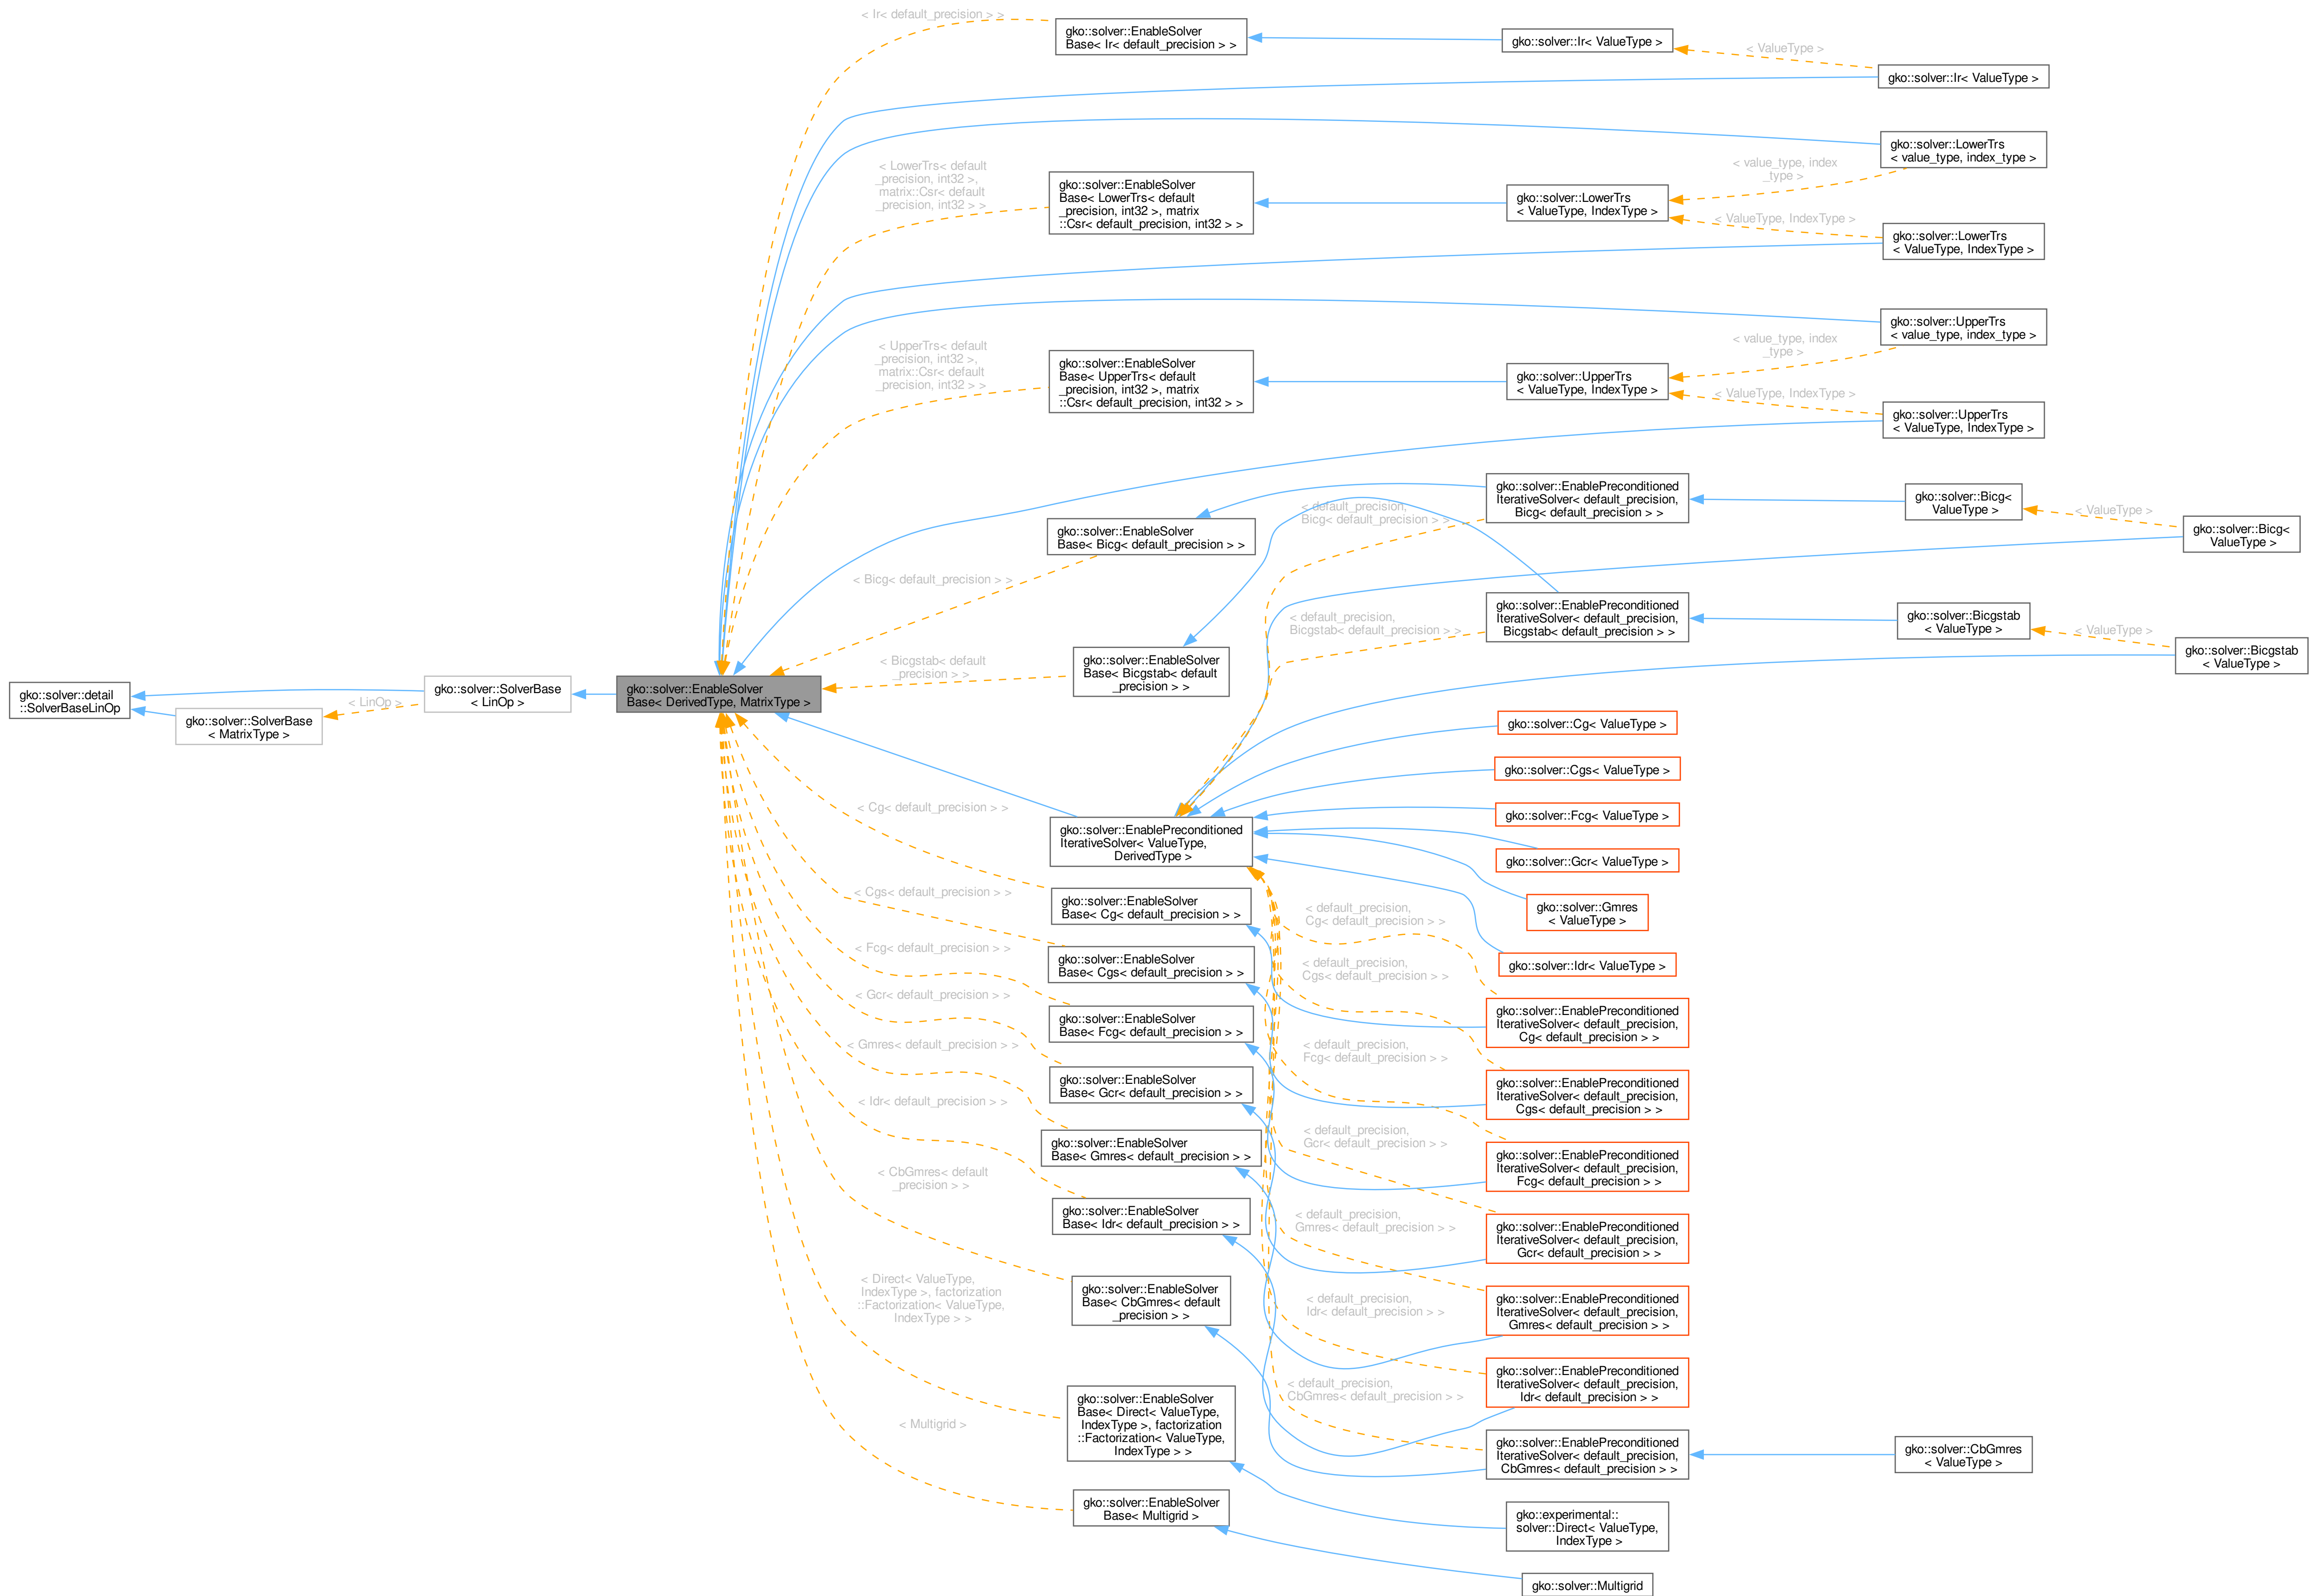 gko::solver::detail
::SolverBaseLinOp
gko::solver::SolverBase
< MatrixType >
< LinOp >
gko::solver::SolverBase
< LinOp >
gko::solver::EnableSolver
Base< DerivedType, MatrixType >
< Ir< default_precision > >
< LowerTrs< default
_precision, int32 >,
matrix::Csr< default
_precision, int32 > >
< UpperTrs< default
_precision, int32 >,
matrix::Csr< default
_precision, int32 > >
< Bicg< default_precision > >
< Bicgstab< default
_precision > >
< Cg< default_precision > >
< Cgs< default_precision > >
< Fcg< default_precision > >
< Gcr< default_precision > >
< Gmres< default_precision > >
< Idr< default_precision > >
< CbGmres< default
_precision > >
< Direct< ValueType,
IndexType >, factorization
::Factorization< ValueType,
IndexType > >
< Multigrid >
gko::solver::EnableSolver
Base< Ir< default_precision > >
gko::solver::EnableSolver
Base< LowerTrs< default
_precision, int32 >, matrix
::Csr< default_precision, int32 > >
gko::solver::EnableSolver
Base< UpperTrs< default
_precision, int32 >, matrix
::Csr< default_precision, int32 > >
gko::solver::EnableSolver
Base< Bicg< default_precision > >
gko::solver::EnableSolver
Base< Bicgstab< default
_precision > >
gko::solver::EnablePreconditioned
IterativeSolver< ValueType,
DerivedType >
gko::solver::EnableSolver
Base< Cg< default_precision > >
gko::solver::EnableSolver
Base< Cgs< default_precision > >
gko::solver::EnableSolver
Base< Fcg< default_precision > >
gko::solver::EnableSolver
Base< Gcr< default_precision > >
gko::solver::EnableSolver
Base< Gmres< default_precision > >
gko::solver::EnableSolver
Base< Idr< default_precision > >
gko::solver::EnableSolver
Base< CbGmres< default
_precision > >
gko::solver::EnableSolver
Base< Direct< ValueType,
IndexType >, factorization
::Factorization< ValueType,
IndexType > >
gko::solver::EnableSolver
Base< Multigrid >
< default_precision,
Bicg< default_precision > >
< default_precision,
Bicgstab< default_precision > >
< default_precision,
Cg< default_precision > >
< default_precision,
Cgs< default_precision > >
< default_precision,
Fcg< default_precision > >
< default_precision,
Gcr< default_precision > >
< default_precision,
Gmres< default_precision > >
< default_precision,
Idr< default_precision > >
< default_precision,
CbGmres< default_precision > >
gko::solver::Ir< ValueType >
gko::solver::LowerTrs
< ValueType, IndexType >
gko::solver::UpperTrs
< ValueType, IndexType >
gko::solver::EnablePreconditioned
IterativeSolver< default_precision,
Bicg< default_precision > >
gko::solver::EnablePreconditioned
IterativeSolver< default_precision,
Bicgstab< default_precision > >
gko::solver::Cg< ValueType >
gko::solver::Cgs< ValueType >
gko::solver::Fcg< ValueType >
gko::solver::Gcr< ValueType >
gko::solver::Gmres
< ValueType >
gko::solver::Idr< ValueType >
gko::solver::EnablePreconditioned
IterativeSolver< default_precision,
Cg< default_precision > >
gko::solver::EnablePreconditioned
IterativeSolver< default_precision,
Cgs< default_precision > >
gko::solver::EnablePreconditioned
IterativeSolver< default_precision,
Fcg< default_precision > >
gko::solver::EnablePreconditioned
IterativeSolver< default_precision,
Gcr< default_precision > >
gko::solver::EnablePreconditioned
IterativeSolver< default_precision,
Gmres< default_precision > >
gko::solver::EnablePreconditioned
IterativeSolver< default_precision,
Idr< default_precision > >
gko::solver::EnablePreconditioned
IterativeSolver< default_precision,
CbGmres< default_precision > >
gko::experimental::
solver::Direct< ValueType,
IndexType >
gko::solver::Multigrid
< ValueType >
< value_type, index
_type >
< ValueType, IndexType >
< value_type, index
_type >
< ValueType, IndexType >
gko::solver::Ir< ValueType >
gko::solver::LowerTrs
< value_type, index_type >
gko::solver::LowerTrs
< ValueType, IndexType >
gko::solver::UpperTrs
< value_type, index_type >
gko::solver::UpperTrs
< ValueType, IndexType >
gko::solver::Bicg<
ValueType >
gko::solver::Bicgstab
< ValueType >
gko::solver::CbGmres
< ValueType >
< ValueType >
< ValueType >
gko::solver::Bicg<
ValueType >
gko::solver::Bicgstab
< ValueType >